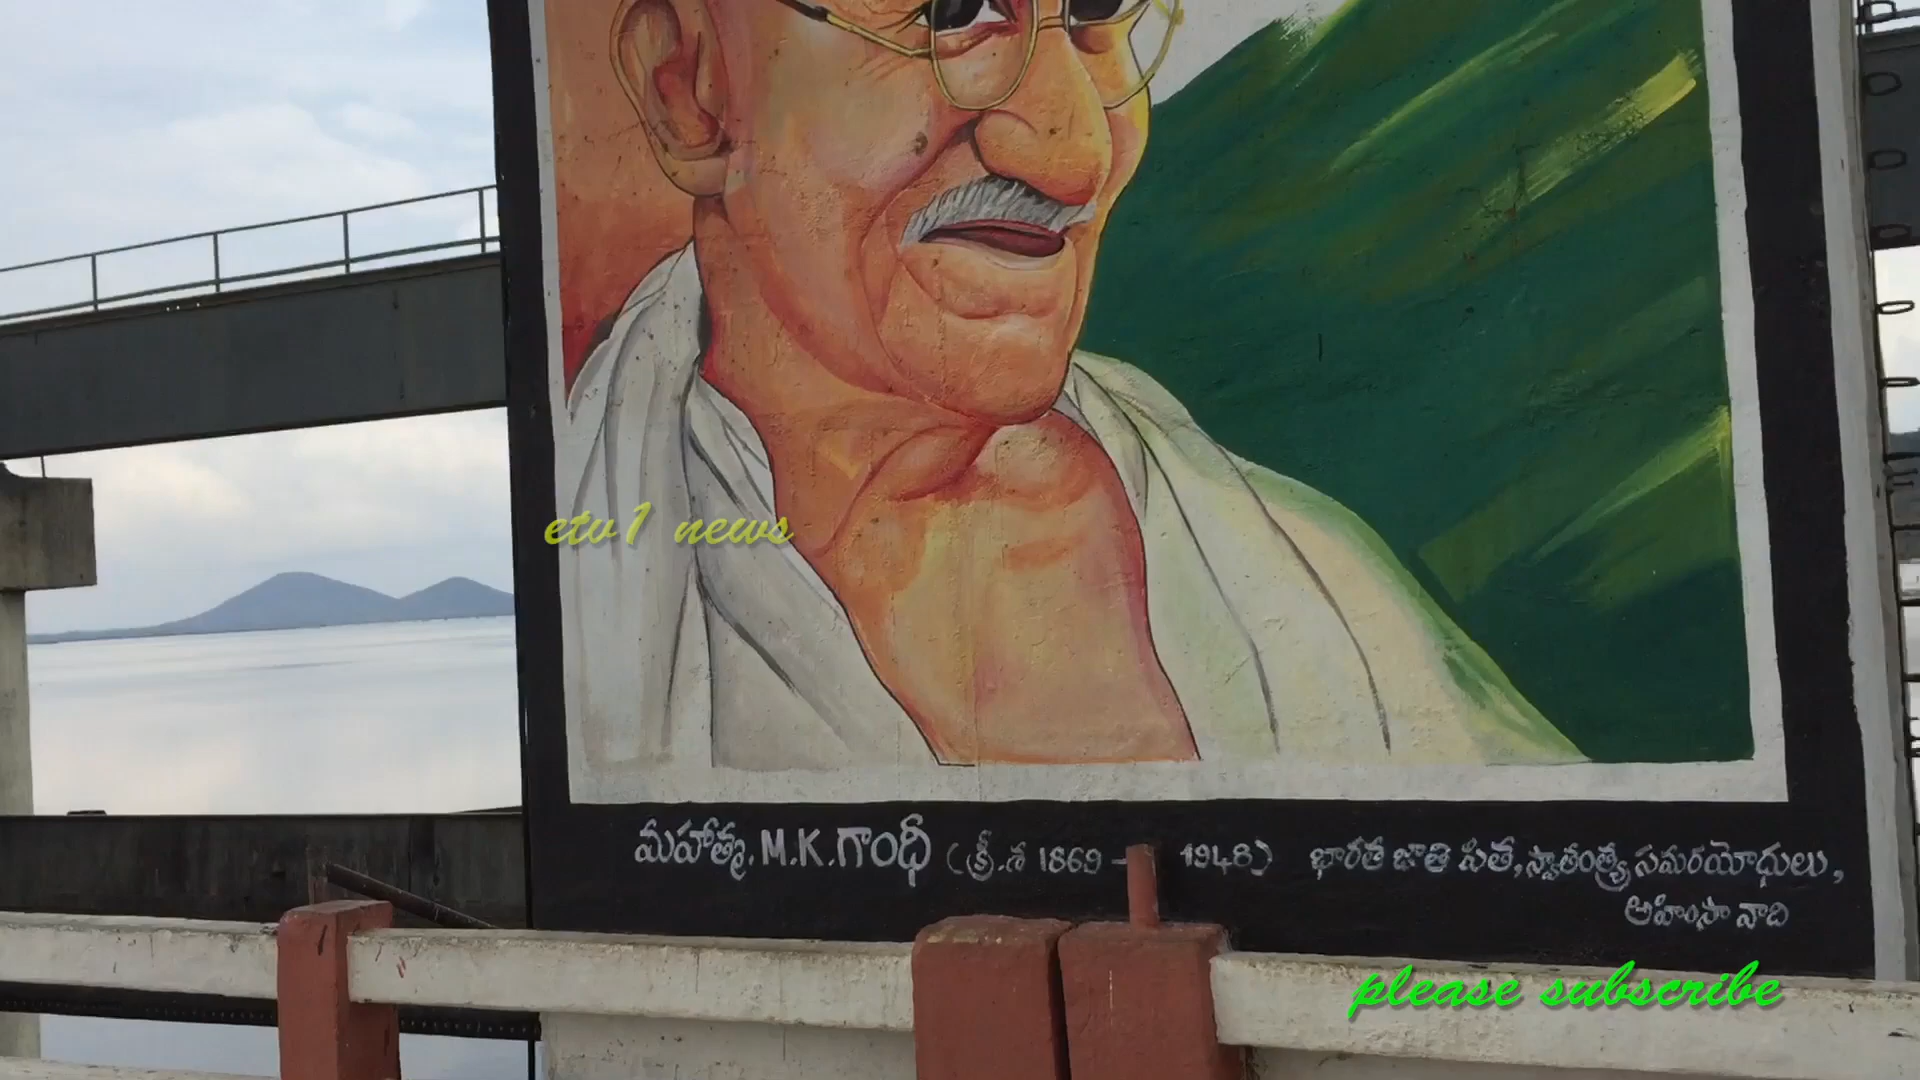 etv1 news
మహాత్మ. M.K.గాంధీ (క్రీ.శ 1869 - 1948) భారత జాతి పిత, స్వాతంత్ర్య సమరయోధులు,
అహింసా వాది
please subscribe